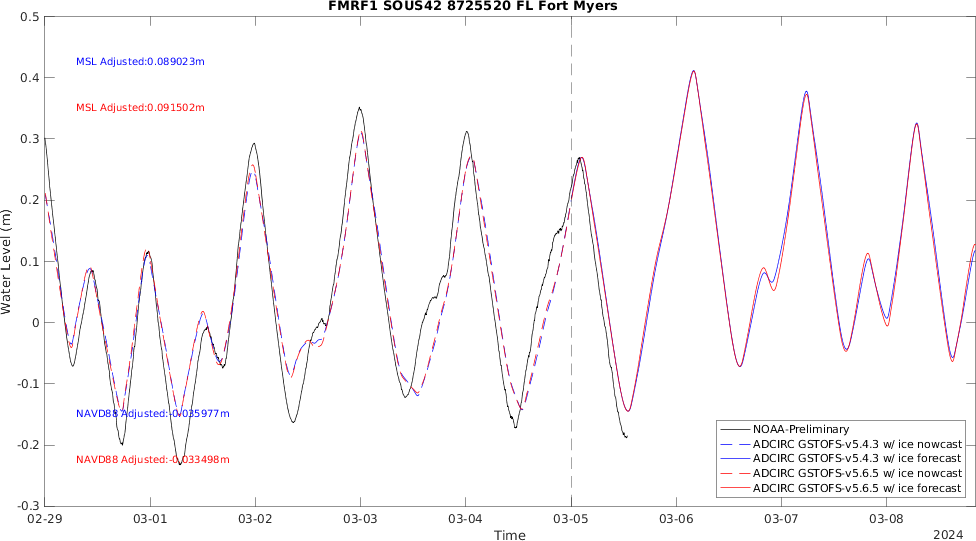 FMRF1 SOUS42 8725520 FL Fort Myers
0.5
0.4
0.3
0.2
0.1
0
-0.1
-0.2
-0.3
Water Level (m)
MSL Adjusted:0.089023m
MSL Adjusted:0.091502m
NAVD88 Adjusted:-0.035977m
NAVD88 Adjusted:-0.033498m
NOAA-Preliminary
ADCIRC GSTOFS-v5.4.3 w/ ice nowcast
ADCIRC GSTOFS-v5.4.3 w/ ice forecast
ADCIRC GSTOFS-v5.6.5 w/ ice nowcast
ADCIRC GSTOFS-v5.6.5 w/ ice forecast
02-29 03-01 03-02 03-03 03-04 03-05 03-06 03-07 03-08
Time
2024